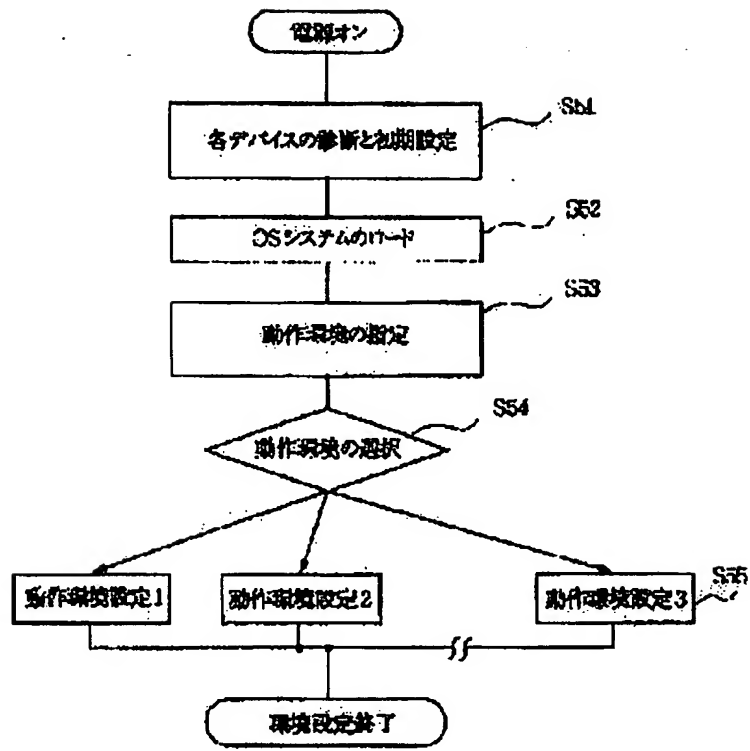 電源オン
各デバイスの診断と初期設定
S51
OSシステムのロード
S52
動作環境の指定
S53
動作環境の選択
S54
動作環境設定1
動作環境設定2
動作環境設定3
S55
環境設定終了